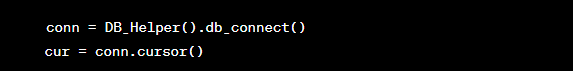 conn = DB_Helper().db_connect()
cur = conn.cursor()